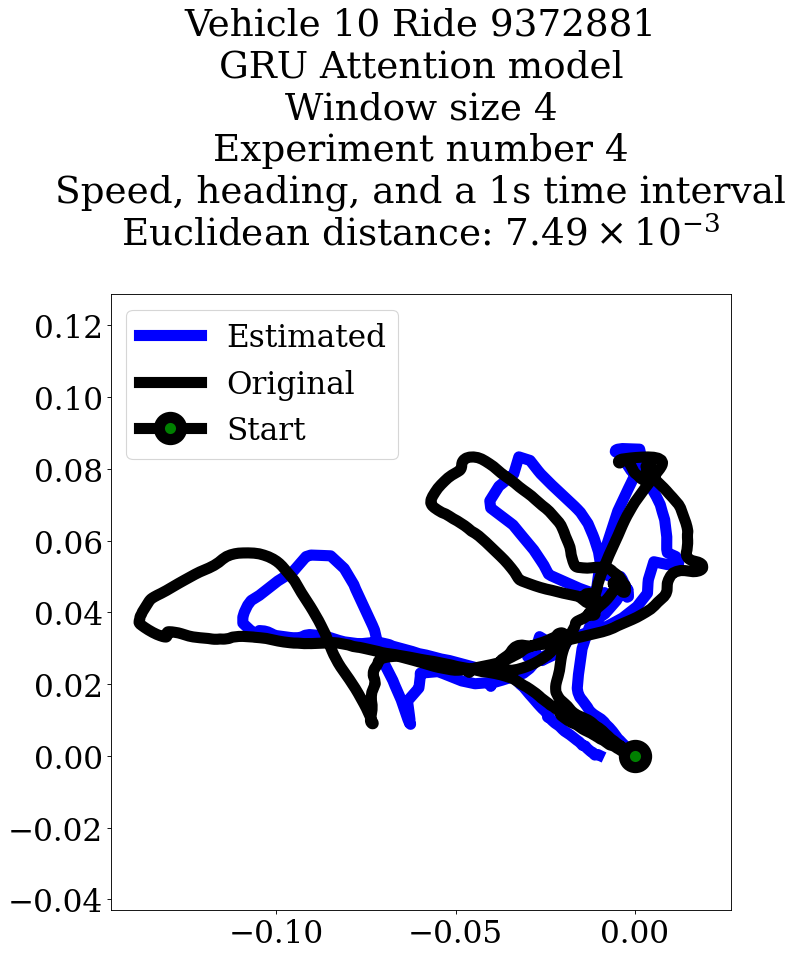 Vehicle 10 Ride 9372881
GRU Attention model
Window size 4
Experiment number 4
Speed, heading, and a 1s time interval
Euclidean distance: 7.49 × 10⁻³
Estimated
Original
Start
0.12
0.10
0.08
0.06
0.04
0.02
0.00
−0.02
−0.04
−0.10 −0.05 0.00